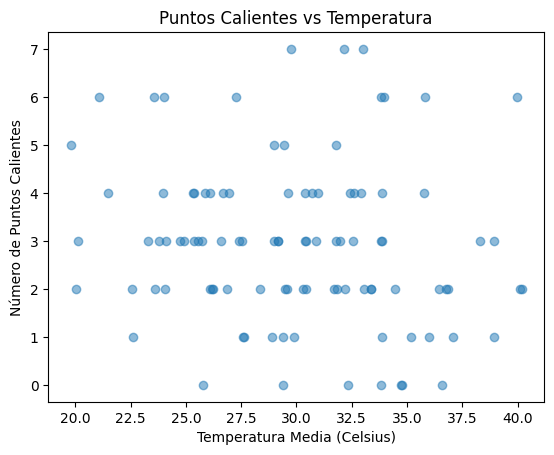 Puntos Calientes vs Temperatura
7
6
5
4
3
2
1
0
Número de Puntos Calientes
20.0 22.5 25.0 27.5 30.0 32.5 35.0 37.5 40.0
Temperatura Media (Celsius)